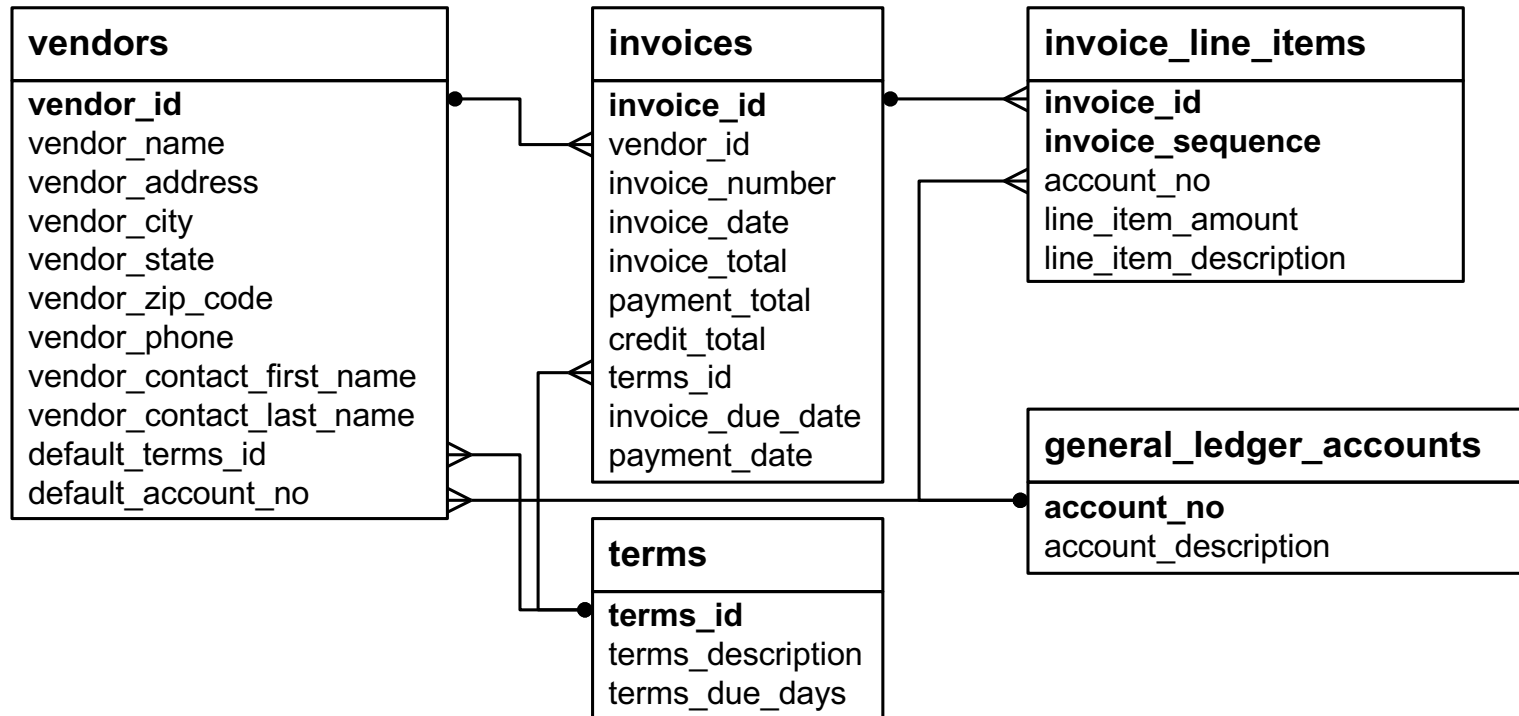 vendors
vendor_id
vendor_name
vendor_address
vendor_city
vendor_state
vendor_zip_code
vendor_phone
vendor_contact_first_name
vendor_contact_last_name
default_terms_id
default_account_no
invoices
invoice_id
vendor_id
invoice_number
invoice_date
invoice_total
payment_total
credit_total
terms_id
invoice_due_date
payment_date
terms
terms_id
terms_description
terms_due_days
invoice_line_items
invoice_id
invoice_sequence
account_no
line_item_amount
line_item_description
general_ledger_accounts
account_no
account_description